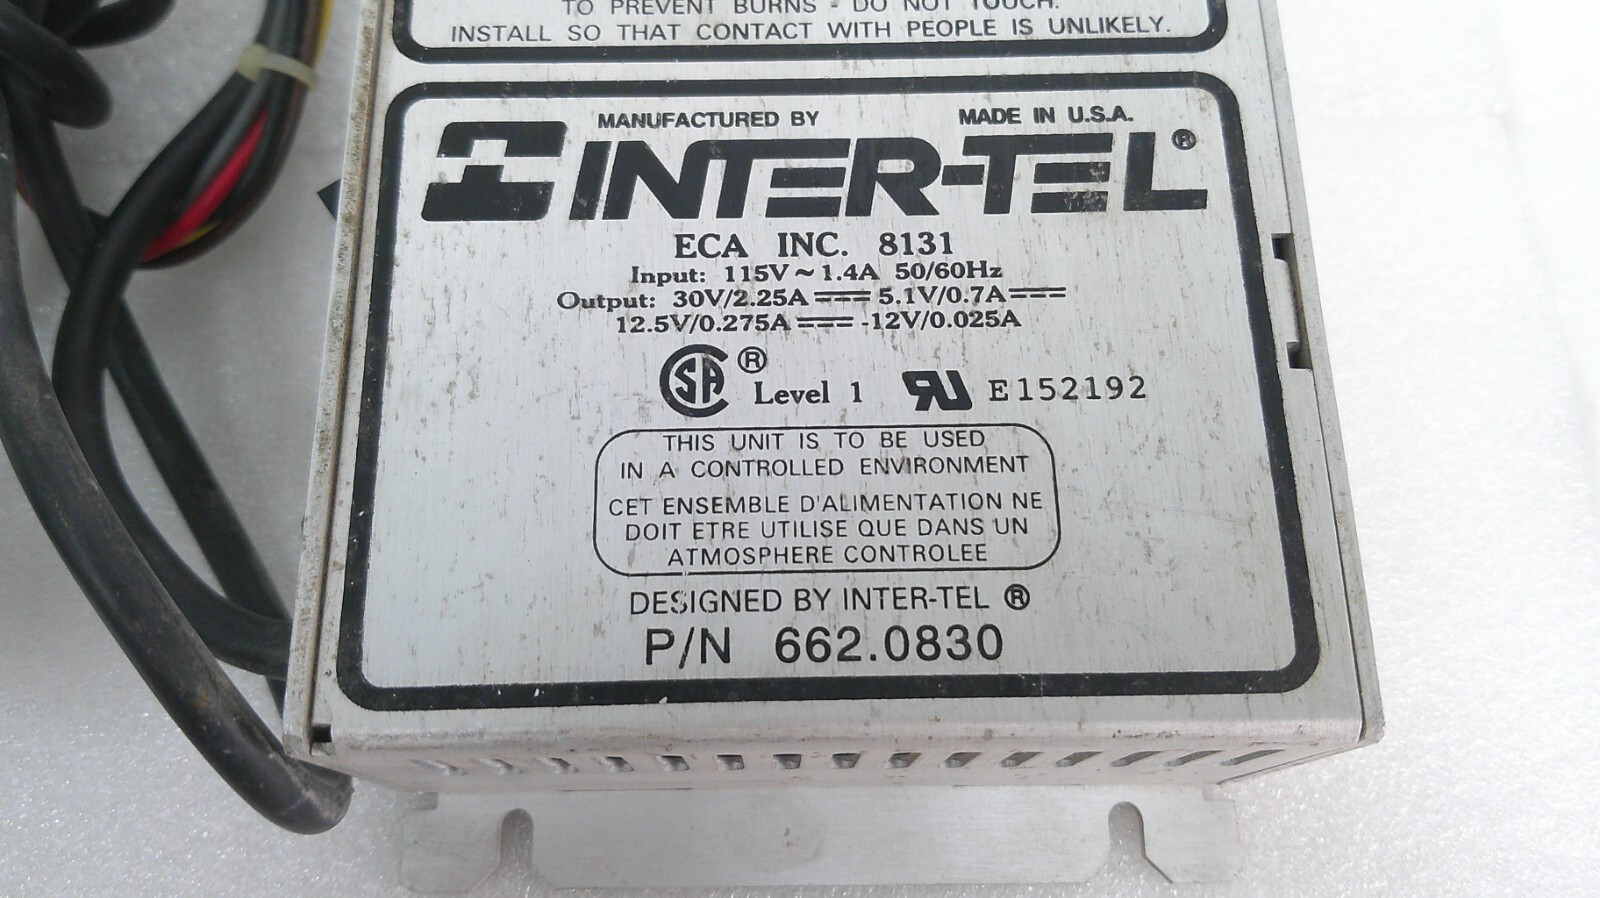 TO PREVENT BURNS - DO NOT TOUCH.
INSTALL SO THAT CONTACT WITH PEOPLE IS UNLIKELY.
MANUFACTURED BY MADE IN U.S.A.
INTER-TEL®
ECA INC. 8131
Input: 115V ~ 1.4A 50/60Hz
Output: 30V/2.25A ⎓ 5.1V/0.7A ⎓
12.5V/0.275A ⎓ -12V/0.025A
CSA ® Level 1 RU E152192
THIS UNIT IS TO BE USED
IN A CONTROLLED ENVIRONMENT
CET ENSEMBLE D'ALIMENTATION NE
DOIT ETRE UTILISE QUE DANS UN
ATMOSPHERE CONTROLEE
DESIGNED BY INTER-TEL ®
P/N 662.0830